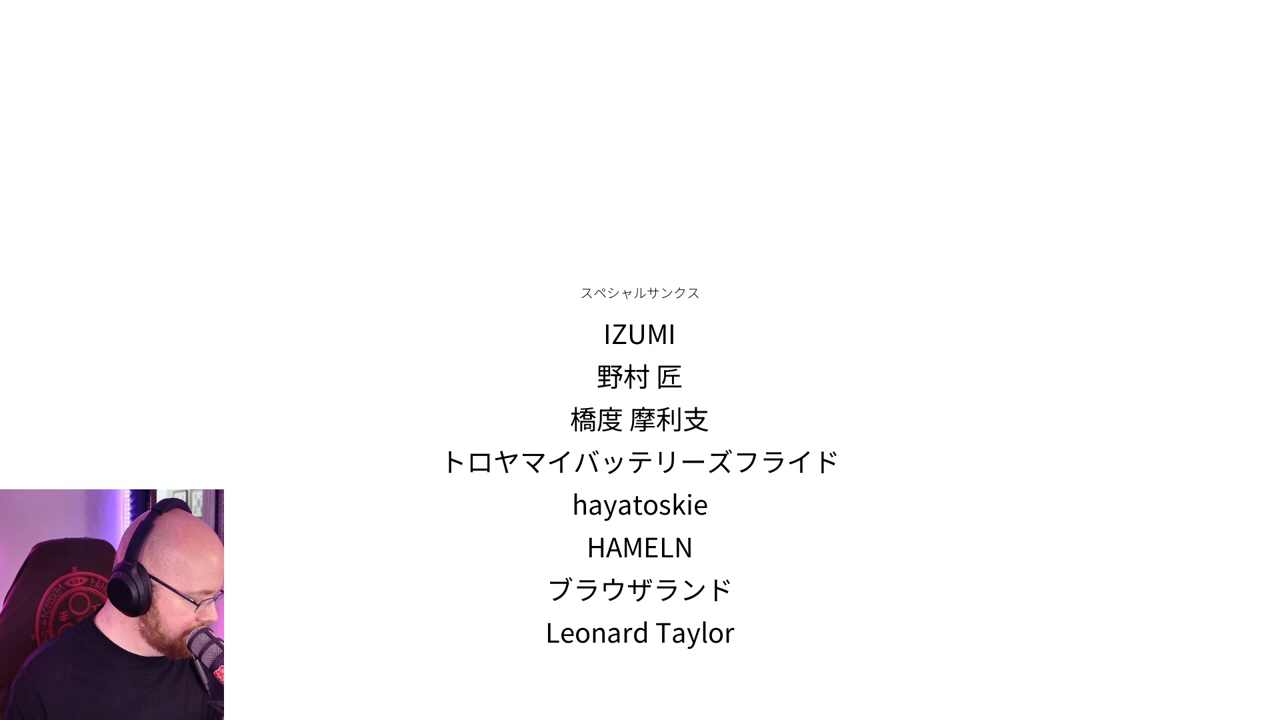 スペシャルサンクス
IZUMI
野村 匠
橋度 摩利支
トロヤマイバッテリーズフライド
hayatoskie
HAMELN
ブラウザランド
Leonard Taylor